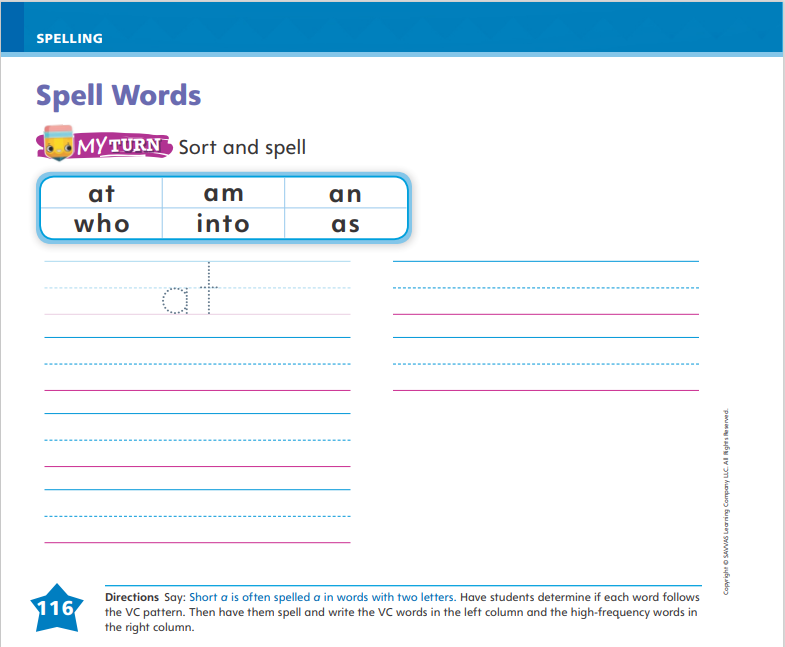 SPELLING
Spell Words
MY TURN Sort and spell
at am an
who into as
at
Copyright © SAVVAS Learning Company LLC. All Rights Reserved.
116
Directions Say: Short a is often spelled a in words with two letters. Have students determine if each word follows
the VC pattern. Then have them spell and write the VC words in the left column and the high-frequency words in
the right column.